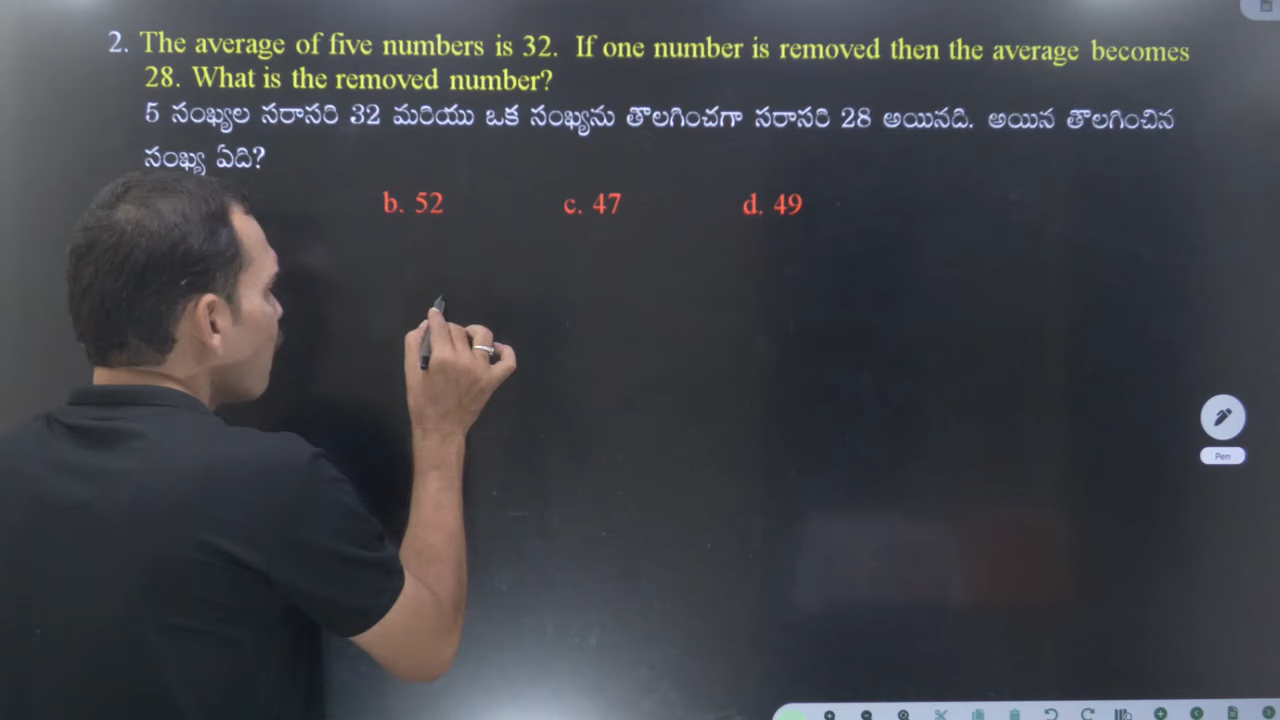 2. The average of five numbers is 32. If one number is removed then the average becomes
28. What is the removed number?
5 సంఖ్యల సరాసరి 32 మరియు ఒక సంఖ్యను తొలగించగా సరాసరి 28 అయినది. అయిన తొలగించిన
సంఖ్య ఏది?
b. 52 c. 47 d. 49
Pen